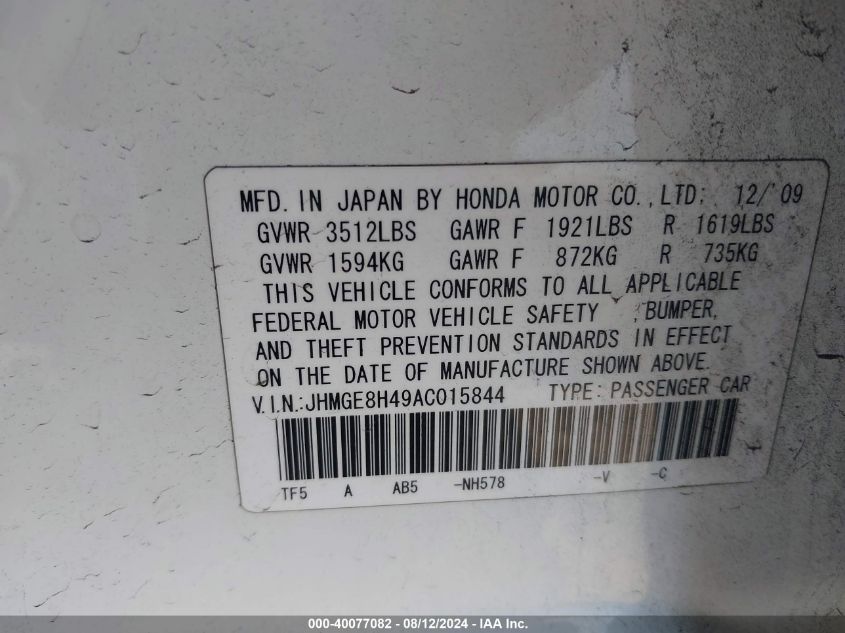 MFD. IN JAPAN BY HONDA MOTOR CO.,LTD: 12/'09
GVWR 3512LBS GAWR F 1921LBS R 1619LBS
GVWR 1594KG GAWR F 872KG R 735KG
THIS VEHICLE CONFORMS TO ALL APPLICABLE
FEDERAL MOTOR VEHICLE SAFETY , BUMPER,
AND THEFT PREVENTION STANDARDS IN EFFECT
ON THE DATE OF MANUFACTURE SHOWN ABOVE.
V.I.N.:JHMGE8H49AC015844 TYPE: PASSENGER CAR
TF5 A AB5 -NH578 -V -C
000-40077082 - 08/12/2024 - IAA Inc.